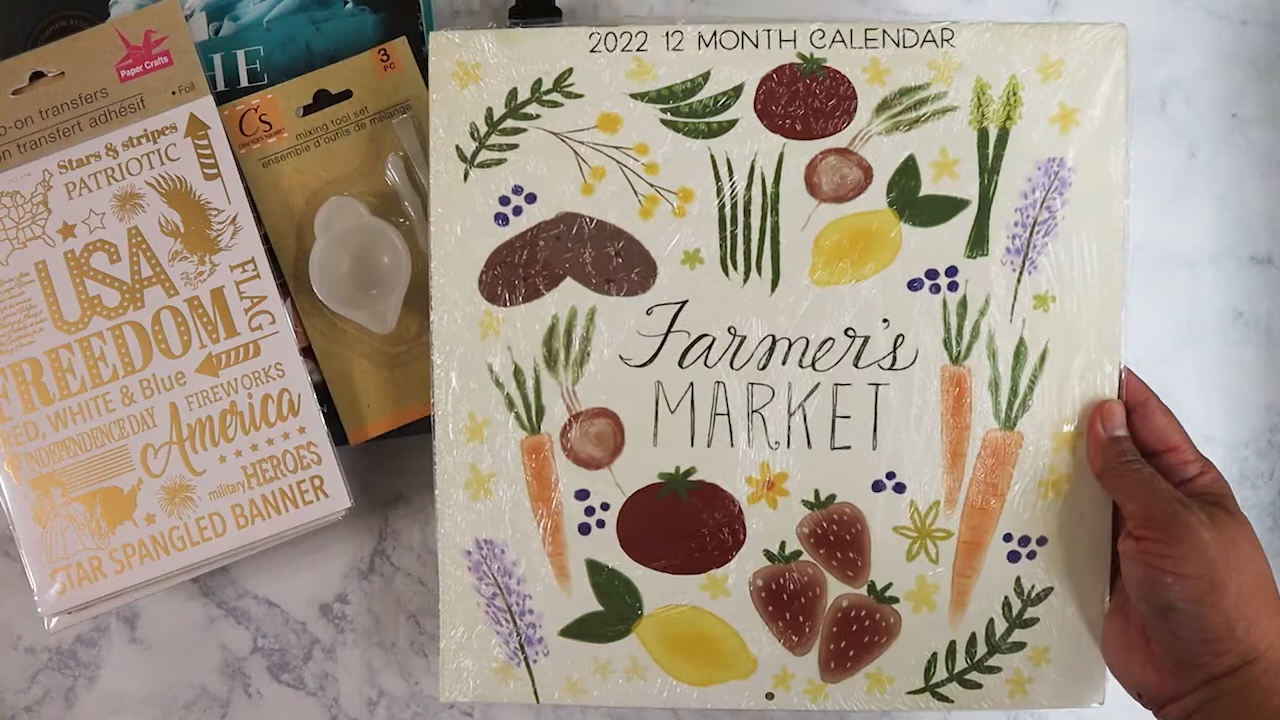 2022 12 MONTH CALENDAR
Farmer's
MARKET
HE
3
PC
Cs
mixing tool set
ensemble d'outils de mélange
Paper Crafts
-on transfers
n transfert adhésif
• Foil
Stars & stripes
PATRIOTIC
USA
FLAG
FREEDOM
RED, WHITE & Blue
FIREWORKS
INDEPENDENCE DAY
America
military HEROES
STAR SPANGLED BANNER